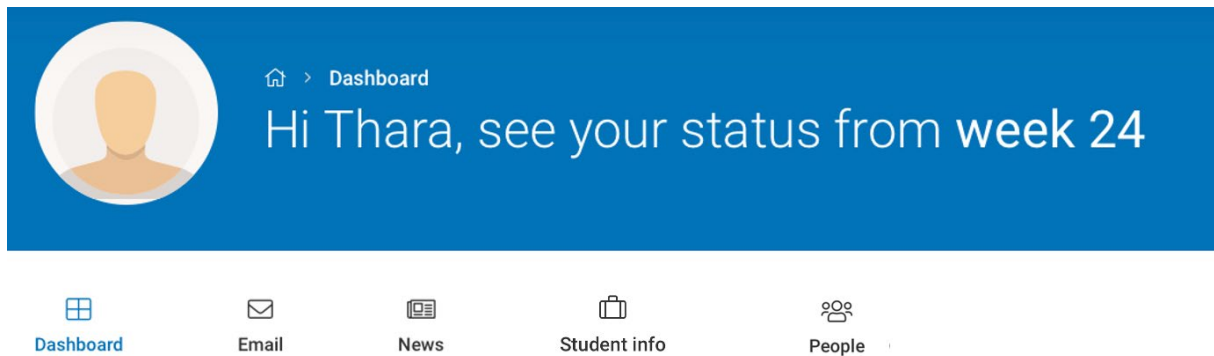 Dashboard
Hi Thara, see your status from week 24
Dashboard Email News Student info People